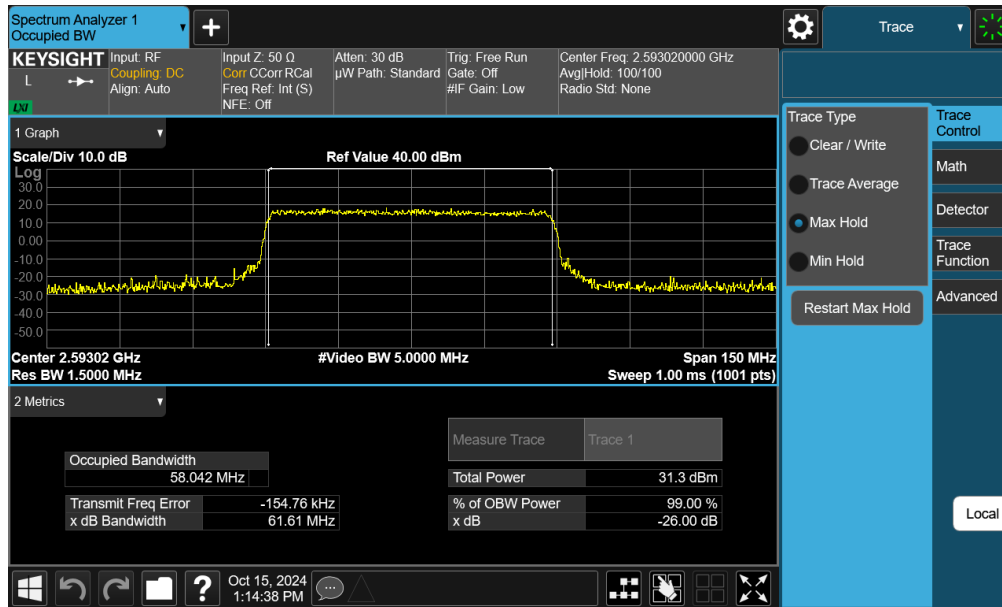 Spectrum Analyzer 1
Occupied BW
+
Trace
KEYSIGHT
L
LXI
Input: RF
Coupling: DC
Align: Auto
Input Z: 50 Ω
Corr CCorr RCal
Freq Ref: Int (S)
NFE: Off
Atten: 30 dB
µW Path: Standard
Trig: Free Run
Gate: Off
#IF Gain: Low
Center Freq: 2.593020000 GHz
Avg|Hold: 100/100
Radio Std: None
1 Graph
Scale/Div 10.0 dB
Ref Value 40.00 dBm
Log
30.0
20.0
10.0
0.00
-10.0
-20.0
-30.0
-40.0
-50.0
Center 2.59302 GHz
#Video BW 5.0000 MHz
Span 150 MHz
Res BW 1.5000 MHz
Sweep 1.00 ms (1001 pts)
2 Metrics
Measure Trace
Trace 1
Occupied Bandwidth
58.042 MHz
Total Power
31.3 dBm
Transmit Freq Error
-154.76 kHz
% of OBW Power
99.00 %
x dB Bandwidth
61.61 MHz
x dB
-26.00 dB
Trace Type
Clear / Write
Trace Average
Max Hold
Min Hold
Restart Max Hold
Trace
Control
Math
Detector
Trace
Function
Advanced
Local
?
Oct 15, 2024
1:14:38 PM